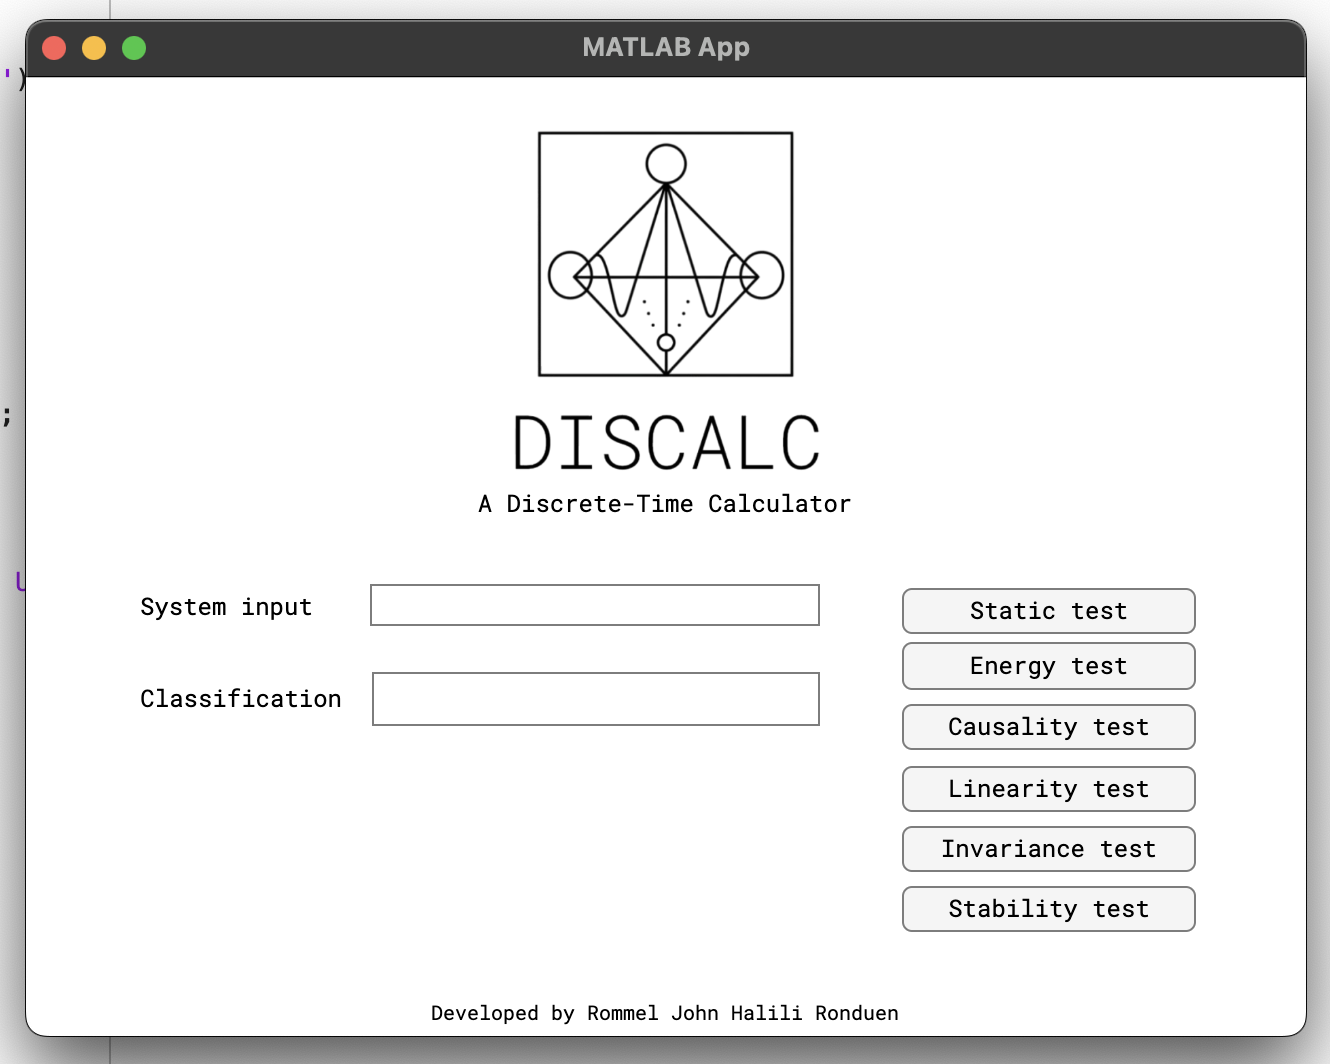 MATLAB App
')
;
U
DISCALC
A Discrete-Time Calculator
System input
Classification
Static test
Energy test
Causality test
Linearity test
Invariance test
Stability test
Developed by Rommel John Halili Ronduen